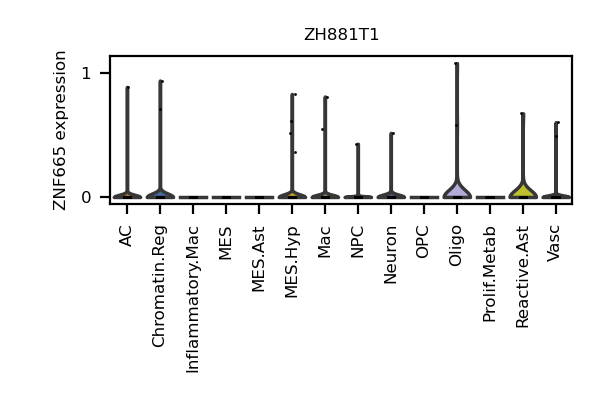 ZH881T1
ZNF665 expression
1
0
AC
Chromatin.Reg
Inflammatory.Mac
MES
MES.Ast
MES.Hyp
Mac
NPC
Neuron
OPC
Oligo
Prolif.Metab
Reactive.Ast
Vasc